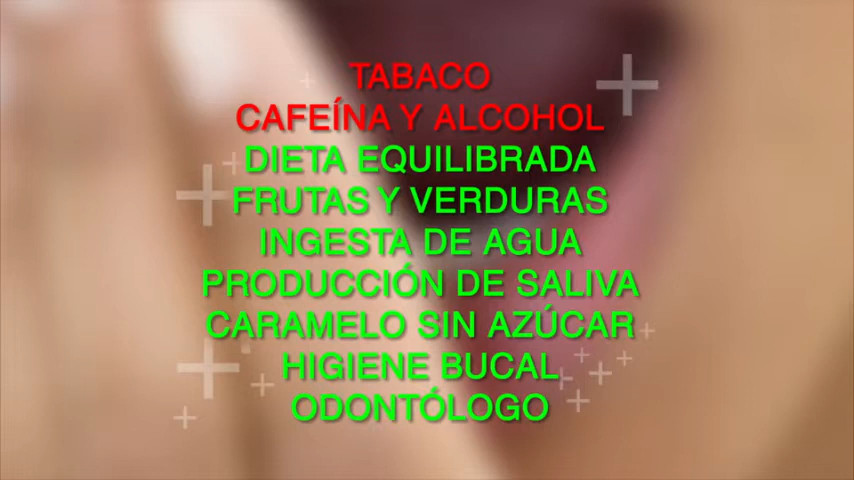 TABACO
CAFEÍNA Y ALCOHOL
DIETA EQUILIBRADA
FRUTAS Y VERDURAS
INGESTA DE AGUA
PRODUCCIÓN DE SALIVA
CARAMELO SIN AZÚCAR
HIGIENE BUCAL
ODONTÓLOGO